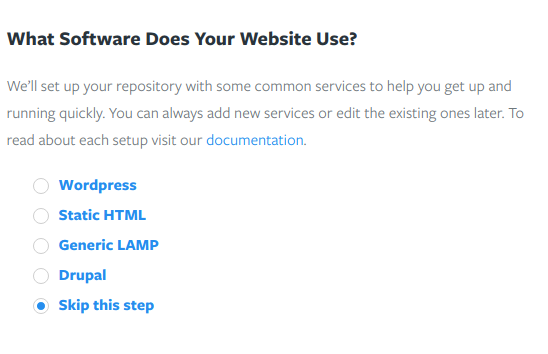 What Software Does Your Website Use?
We'll set up your repository with some common services to help you get up and
running quickly. You can always add new services or edit the existing ones later. To
read about each setup visit our documentation.
Wordpress
Static HTML
Generic LAMP
Drupal
Skip this step